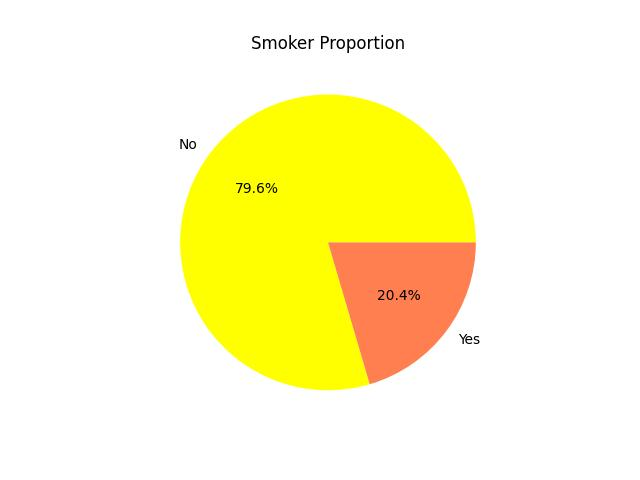 Smoker Proportion
No
79.6%
20.4%
Yes